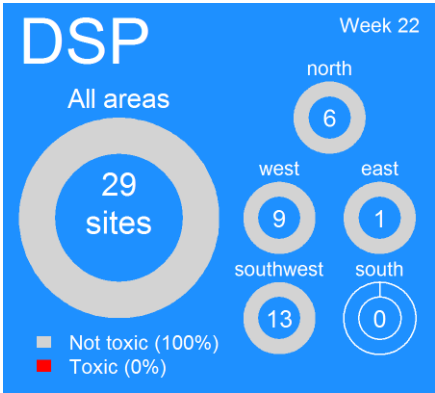 DSP
Week 22
All areas
29
sites
north
6
west
9
east
1
southwest
13
south
0
Not toxic (100%)
Toxic (0%)